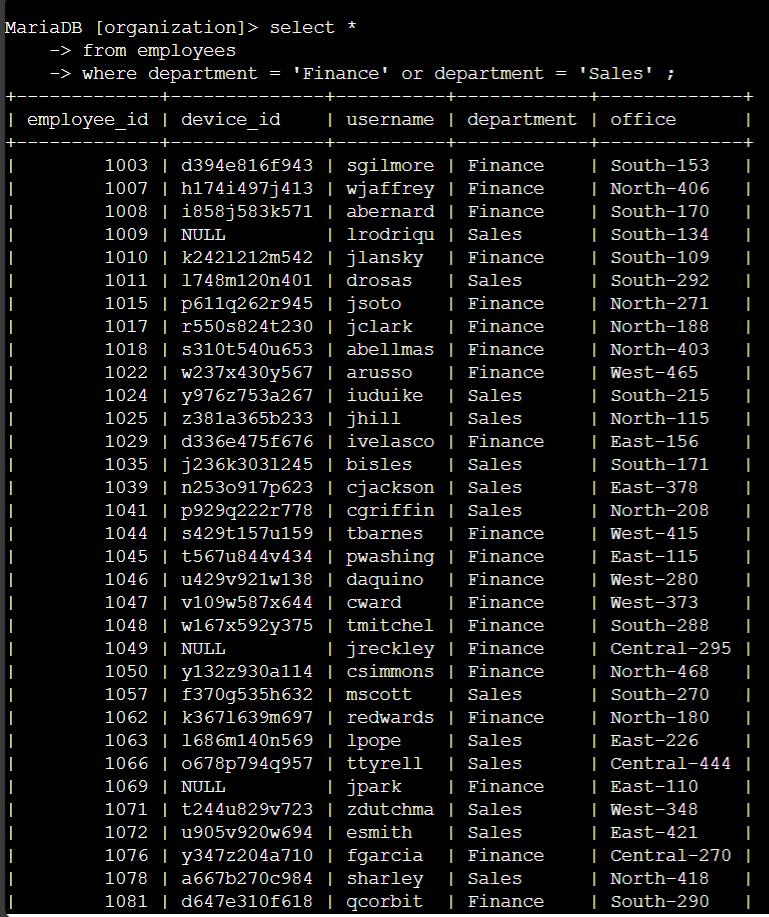 MariaDB [organization]> select *
    -> from employees
    -> where department = 'Finance' or department = 'Sales' ;
+-------------+--------------+----------+------------+-------------+
| employee_id | device_id    | username | department | office      |
+-------------+--------------+----------+------------+-------------+
|        1003 | d394e816f943 | sgilmore | Finance    | South-153   |
|        1007 | h174i497j413 | wjaffrey | Finance    | North-406   |
|        1008 | i858j583k571 | abernard | Finance    | South-170   |
|        1009 | NULL         | lrodriqu | Sales      | South-134   |
|        1010 | k242l212m542 | jlansky  | Finance    | South-109   |
|        1011 | l748m120n401 | drosas   | Sales      | South-292   |
|        1015 | p611q262r945 | jsoto    | Finance    | North-271   |
|        1017 | r550s824t230 | jclark   | Finance    | North-188   |
|        1018 | s310t540u653 | abellmas | Finance    | North-403   |
|        1022 | w237x430y567 | arusso   | Finance    | West-465    |
|        1024 | y976z753a267 | iuduike  | Sales      | South-215   |
|        1025 | z381a365b233 | jhill    | Sales      | North-115   |
|        1029 | d336e475f676 | ivelasco | Finance    | East-156    |
|        1035 | j236k303l245 | bisles   | Sales      | South-171   |
|        1039 | n253o917p623 | cjackson | Sales      | East-378    |
|        1041 | p929q222r778 | cgriffin | Sales      | North-208   |
|        1044 | s429t157u159 | tbarnes  | Finance    | West-415    |
|        1045 | t567u844v434 | pwashing | Finance    | East-115    |
|        1046 | u429v921w138 | daquino  | Finance    | West-280    |
|        1047 | v109w587x644 | cward    | Finance    | West-373    |
|        1048 | w167x592y375 | tmitchel | Finance    | South-288   |
|        1049 | NULL         | jreckley | Finance    | Central-295 |
|        1050 | y132z930a114 | csimmons | Finance    | North-468   |
|        1057 | f370g535h632 | mscott   | Sales      | South-270   |
|        1062 | k367l639m697 | redwards | Finance    | North-180   |
|        1063 | l686m140n569 | lpope    | Sales      | East-226    |
|        1066 | o678p794q957 | ttyrell  | Sales      | Central-444 |
|        1069 | NULL         | jpark    | Finance    | East-110    |
|        1071 | t244u829v723 | zdutchma | Sales      | West-348    |
|        1072 | u905v920w694 | esmith   | Sales      | East-421    |
|        1076 | y347z204a710 | fgarcia  | Finance    | Central-270 |
|        1078 | a667b270c984 | sharley  | Sales      | North-418   |
|        1081 | d647e310f618 | qcorbit  | Finance    | South-290   |